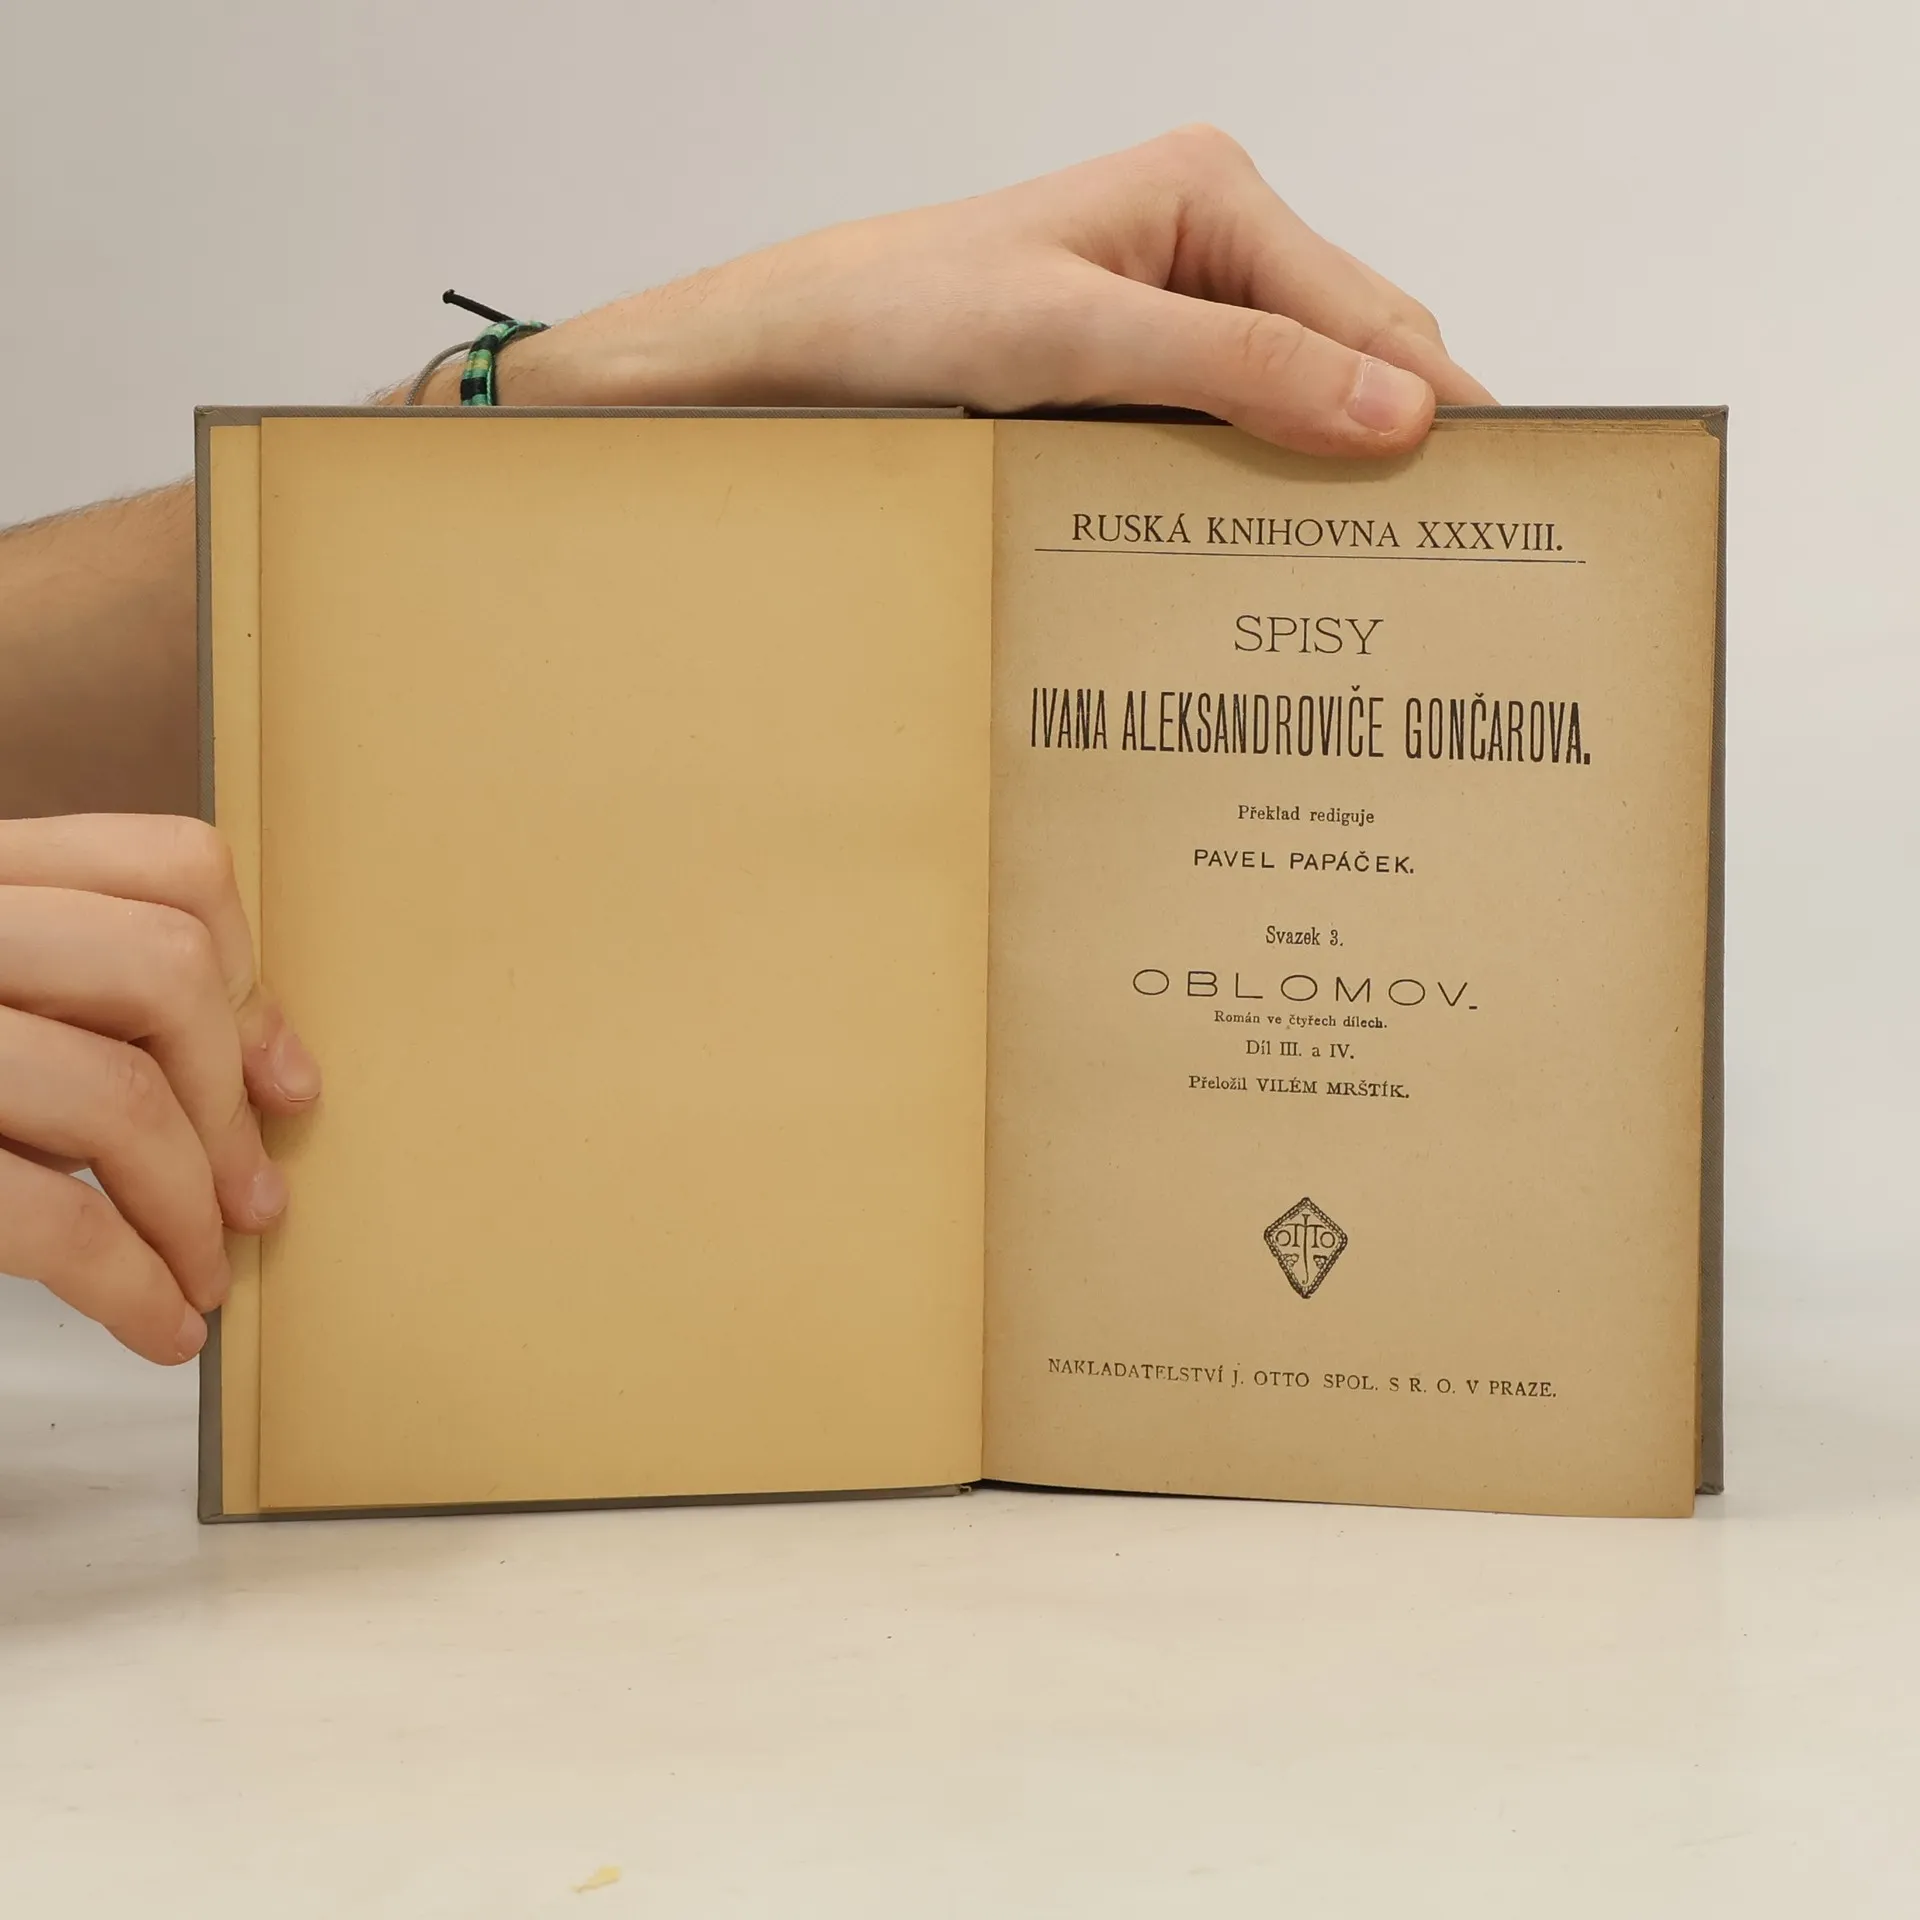 RUSKÁ KNIHOVNA XXXVIII.
SPISY
IVANA ALEKSANDROVIČE GONČAROVA.
Překlad rediguje
PAVEL PAPÁČEK.
Svazek 3.
OBLOMOV.
Román ve čtyřech dílech.
Díl III. a IV.
Přeložil VILÉM MRŠTÍK.
OTTO
NAKLADATELSTVÍ J. OTTO SPOL. S R. O. V PRAZE.